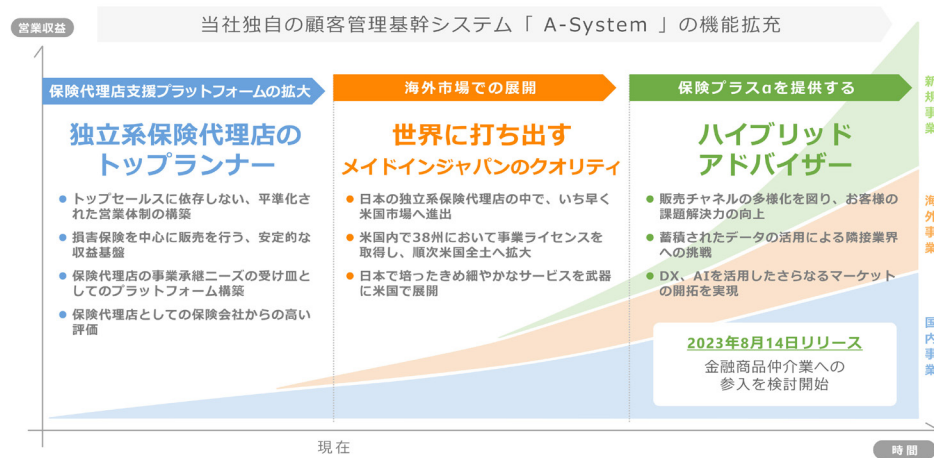 当社独自の顧客管理基幹システム「 A-System 」の機能拡充
営業収益
保険代理店支援プラットフォームの拡大
独立系保険代理店の
トップランナー
● トップセールスに依存しない、平準化さ
れた営業体制の構築
● 損害保険を中心に販売を行う、安定的な
収益基盤
● 保険代理店の事業承継ニーズの受け皿と
してのプラットフォーム構築
● 保険代理店としての保険会社からの高い
評価
海外市場での展開
世界に打ち出す
メイドインジャパンのクオリティ
● 日本の独立系保険代理店の中で、いち早く
米国市場へ進出
● 米国内で38州において事業ライセンスを
取得し、順次米国全土へ拡大
● 日本で培ったきめ細やかなサービスを武器
に米国で展開
保険プラスαを提供する
ハイブリッド
アドバイザー
● 販売チャネルの多様化を図り、お客様の
課題解決力の向上
● 蓄積されたデータの活用による隣接業界
への挑戦
● DX、AIを活用したさらなるマーケット
の開拓を実現
2023年8月14日リリース
金融商品仲介業への
参入を検討開始
新規事業
海外事業
国内事業
現在
時間